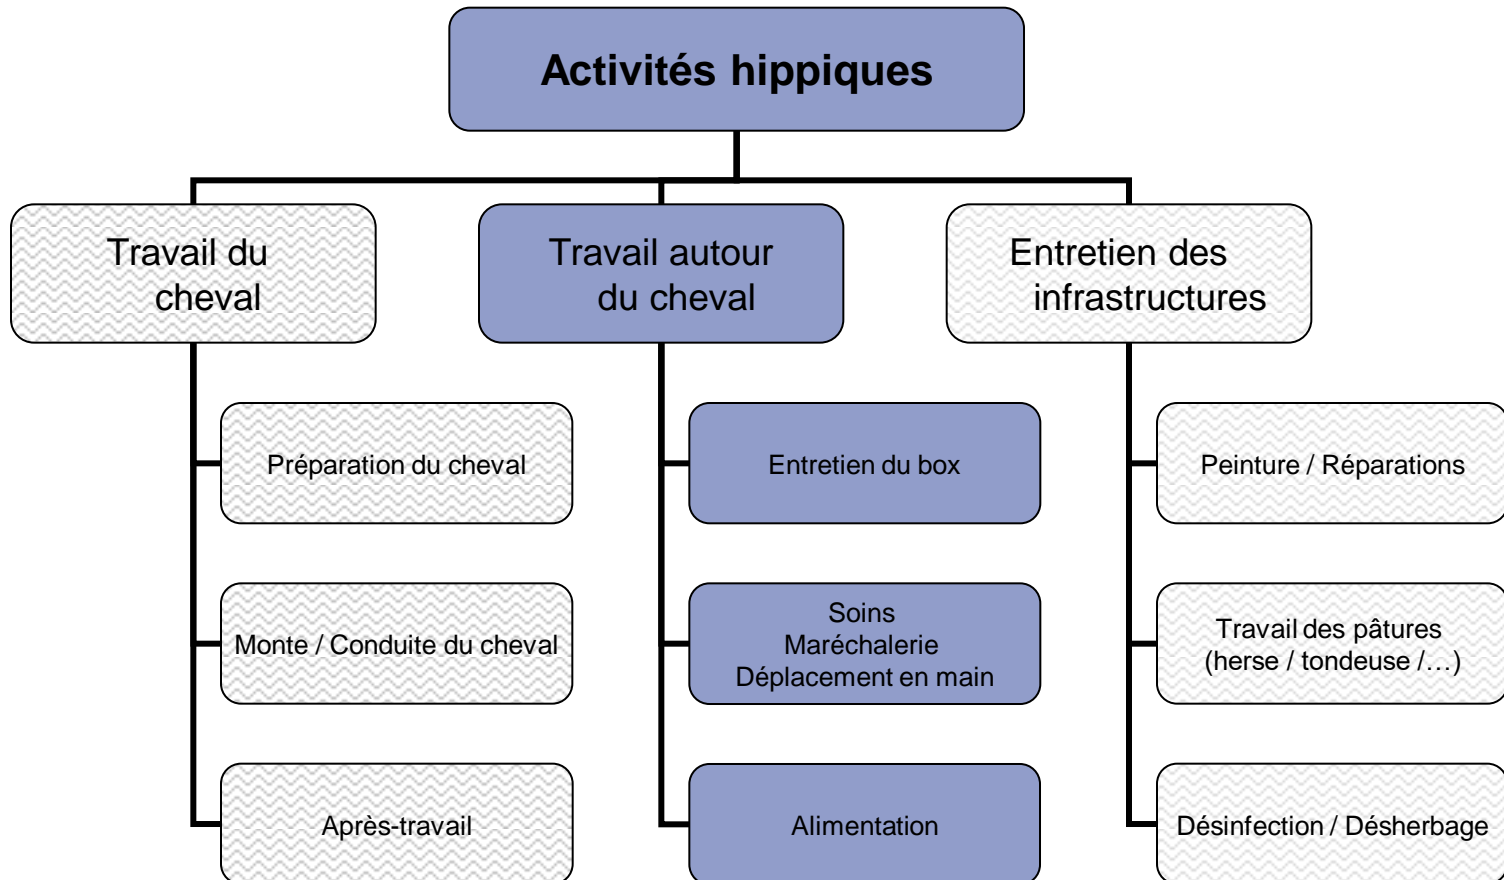 Activités hippiques
Travail du
cheval
Travail autour
du cheval
Entretien des
infrastructures
Préparation du cheval
Entretien du box
Peinture / Réparations
Monte / Conduite du cheval
Soins
Maréchalerie
Déplacement en main
Travail des pâtures
(herse / tondeuse /…)
Après-travail
Alimentation
Désinfection / Désherbage